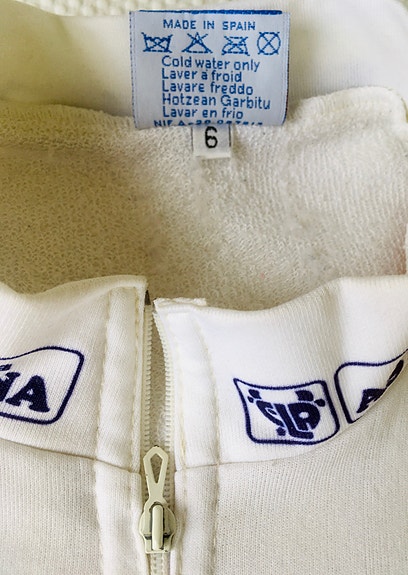 MADE IN SPAIN
Cold water only
Laver à froid
Lavare freddo
Hotzean Garbitu
Lavar en frio
6